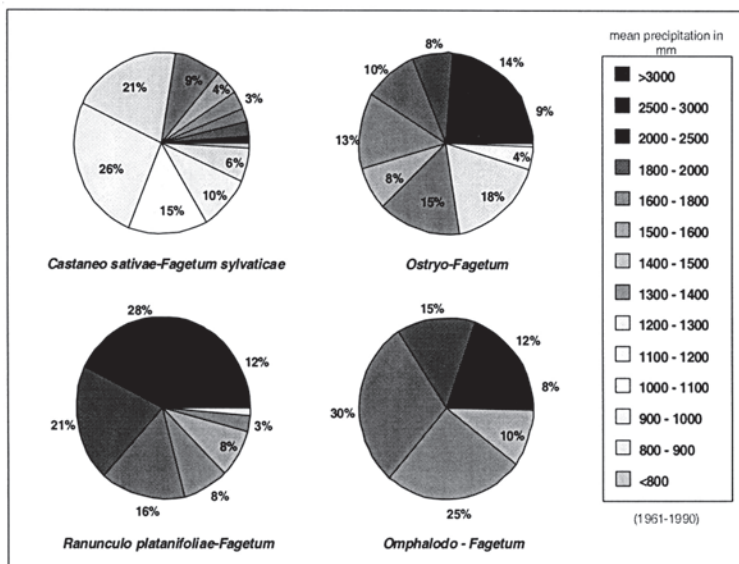 21%
9%
4%
3%
6%
10%
15%
26%
Castaneo sativae-Fagetum sylvaticae
8%
14%
9%
4%
18%
15%
8%
13%
10%
Ostryo-Fagetum
28%
12%
3%
8%
8%
16%
21%
Ranunculo platanifoliae-Fagetum
15%
12%
8%
10%
25%
30%
Omphalodo - Fagetum
mean precipitation in
mm
>3000
2500 - 3000
2000 - 2500
1800 - 2000
1600 - 1800
1500 - 1600
1400 - 1500
1300 - 1400
1200 - 1300
1100 - 1200
1000 - 1100
900 - 1000
800 - 900
<800
(1961-1990)